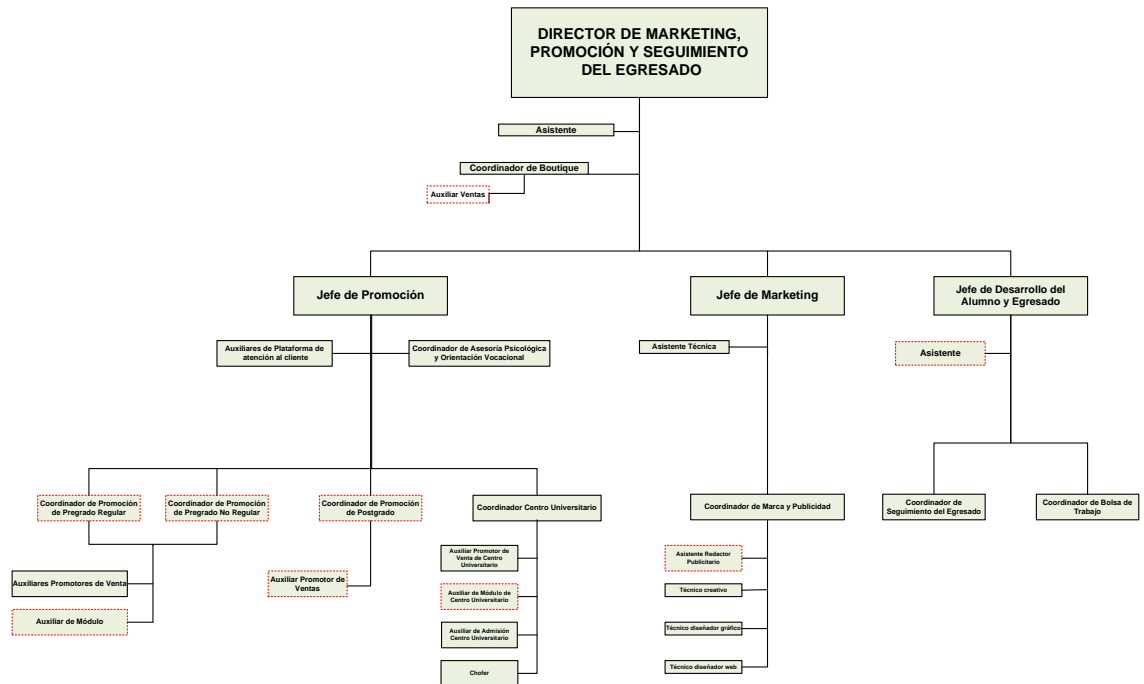 DIRECTOR DE MARKETING,
PROMOCIÓN Y SEGUIMIENTO
DEL EGRESADO
Asistente
Coordinador de Boutique
Auxiliar Ventas
Jefe de Promoción
Jefe de Marketing
Jefe de Desarrollo del
Alumno y Egresado
Auxiliares de Plataforma de
atención al cliente
Coordinador de Asesoría Psicológica
y Orientación Vocacional
Asistente Técnica
Asistente
Coordinador de Promoción
de Pregrado Regular
Coordinador de Promoción
de Pregrado No Regular
Coordinador de Promoción
de Postgrado
Coordinador Centro Universitario
Coordinador de Marca y Publicidad
Coordinador de
Seguimiento del Egresado
Coordinador de Bolsa de
Trabajo
Auxiliares Promotores de Venta
Auxiliar de Módulo
Auxiliar Promotor de
Ventas
Auxiliar Promotor de
Venta de Centro
Universitario
Auxiliar de Módulo de
Centro Universitario
Auxiliar de Admisión
Centro Universitario
Chofer
Asistente Redactor
Publicitario
Técnico creativo
Técnico diseñador gráfico
Técnico diseñador web